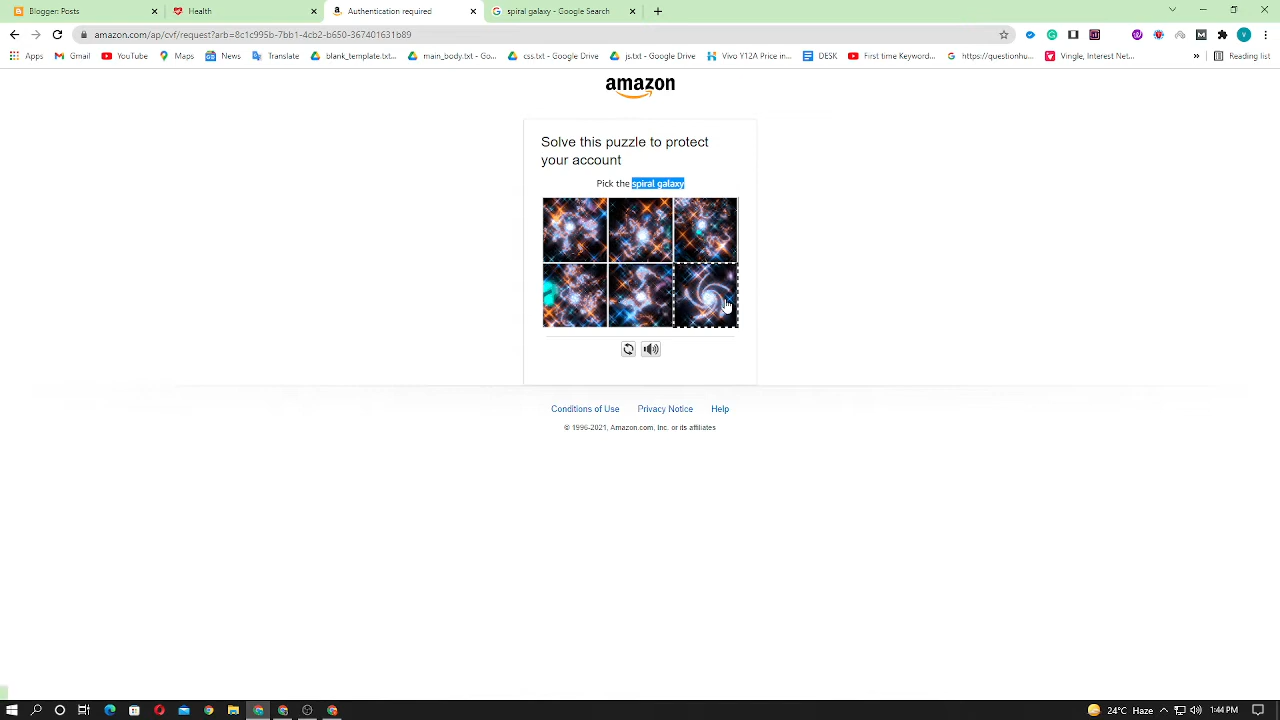 Blogger: Posts
Health
Authentication required
spiral galaxy - Google Search
amazon.com/ap/cvf/request?arb=8c1c995b-7bb1-4cb2-b650-367401631b89
Apps
Gmail
YouTube
Maps
News
Translate
blank_template.txt...
main_body.txt - Go...
css.txt - Google Drive
js.txt - Google Drive
Vivo Y12A Price in...
DESK
First time Keyword...
https://questionhu...
Vingle, Interest Net...
»
Reading list
amazon
Solve this puzzle to protect
your account
Pick the spiral galaxy
Conditions of Use Privacy Notice Help
© 1996-2021, Amazon.com, Inc. or its affiliates
24°C Haze 1:44 PM